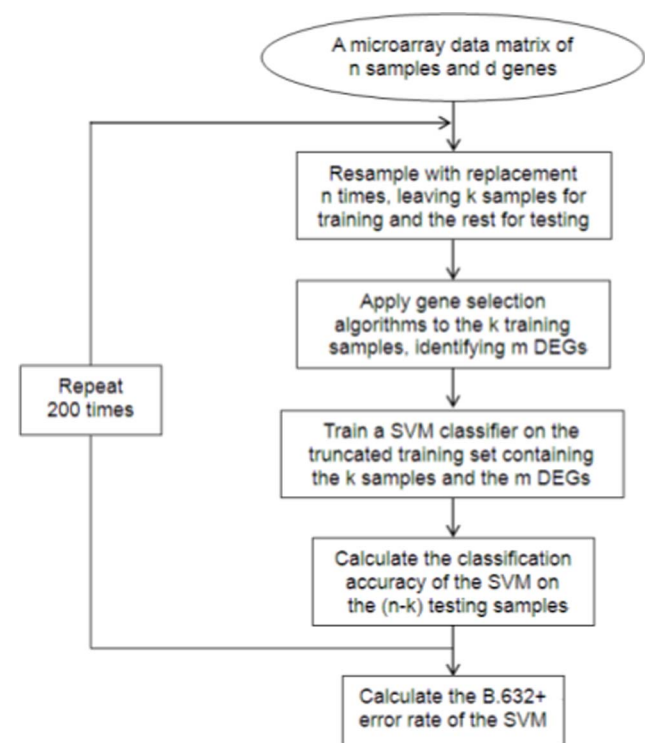 A microarray data matrix of
n samples and d genes
Resample with replacement
n times, leaving k samples for
training and the rest for testing
Apply gene selection
algorithms to the k training
samples, identifying m DEGs
Repeat
200 times
Train a SVM classifier on the
truncated training set containing
the k samples and the m DEGs
Calculate the classification
accuracy of the SVM on
the (n-k) testing samples
Calculate the B.632+
error rate of the SVM